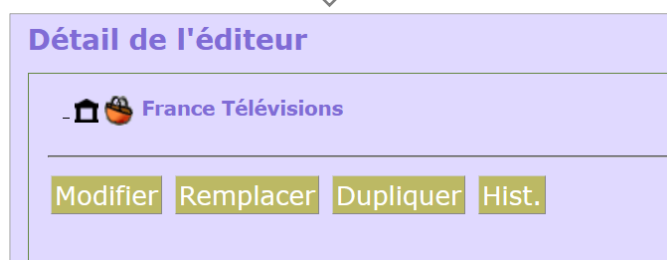 Détail de l'éditeur
France Télévisions
Modifier Remplacer Dupliquer Hist.